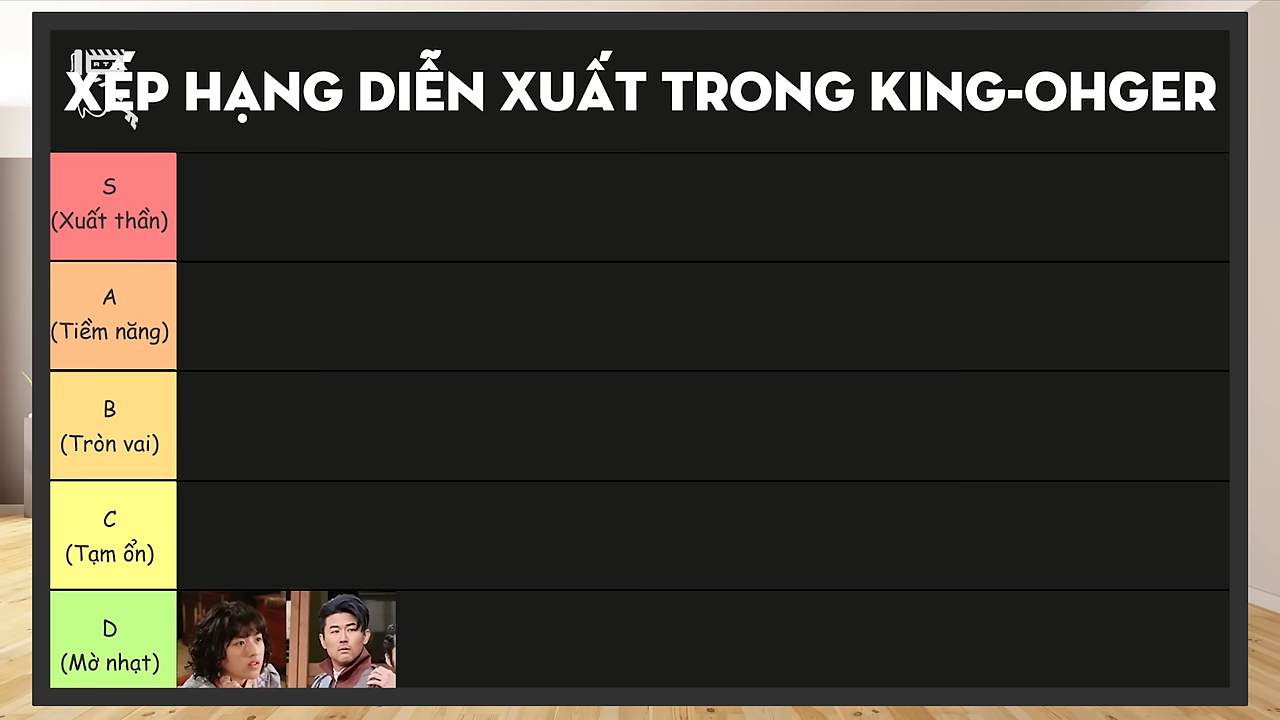 XẾP HẠNG DIỄN XUẤT TRONG KING-OHGER
S
(Xuất thần)
A
(Tiềm năng)
B
(Tròn vai)
C
(Tạm ổn)
D
(Mờ nhạt)